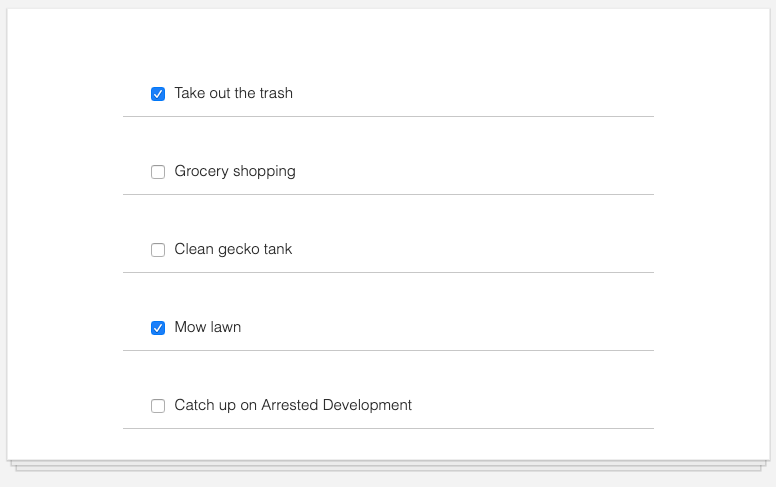 Take out the trash
Grocery shopping
Clean gecko tank
Mow lawn
Catch up on Arrested Development